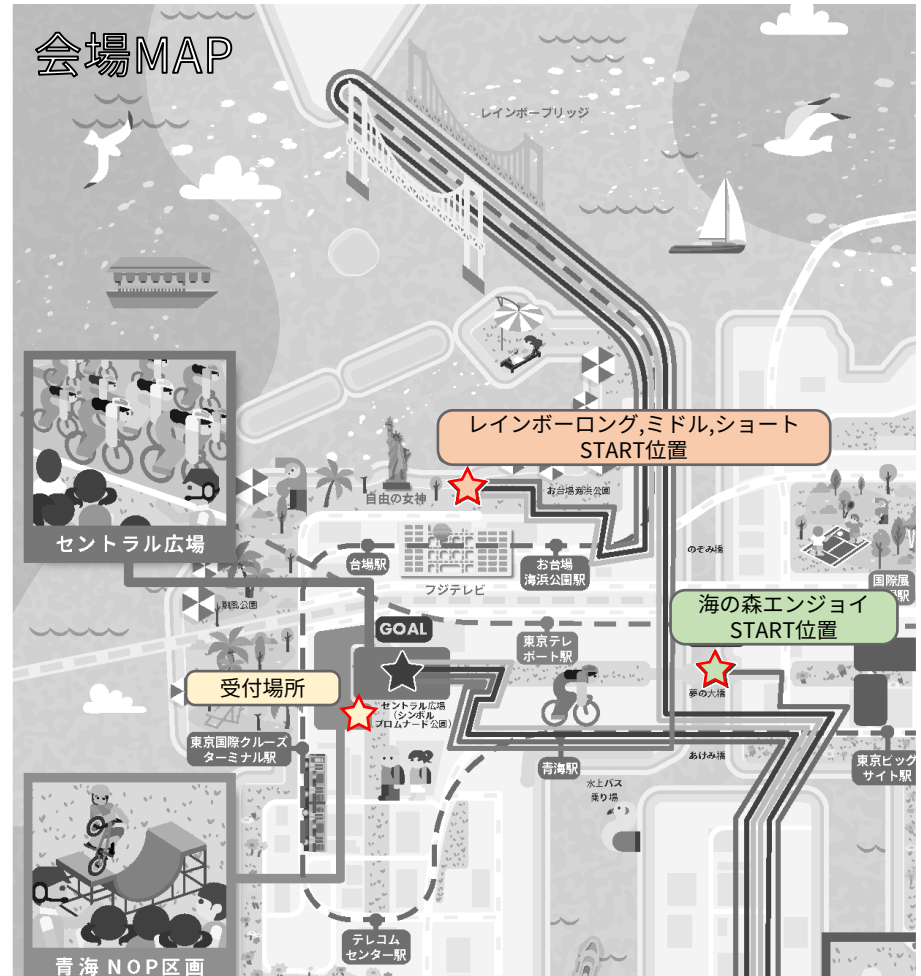 会場MAP
レインボーブリッジ
レインボーロング,ミドル,ショート
START位置
自由の女神
お台場海浜公園
セントラル広場
のぞみ橋
台場駅
お台場
海浜公園駅
フジテレビ
国際展
潮風公園
海の森エンジョイ
START位置
GOAL
東京テレ
ポート駅
受付場所
夢の大橋
セントラル広場
(シンボル
プロムナード公園)
東京国際クルーズ
ターミナル駅
青海駅
あけみ橋
東京ビッグ
サイト駅
水上バス
乗り場
テレコム
センター駅
青海 NOP区画